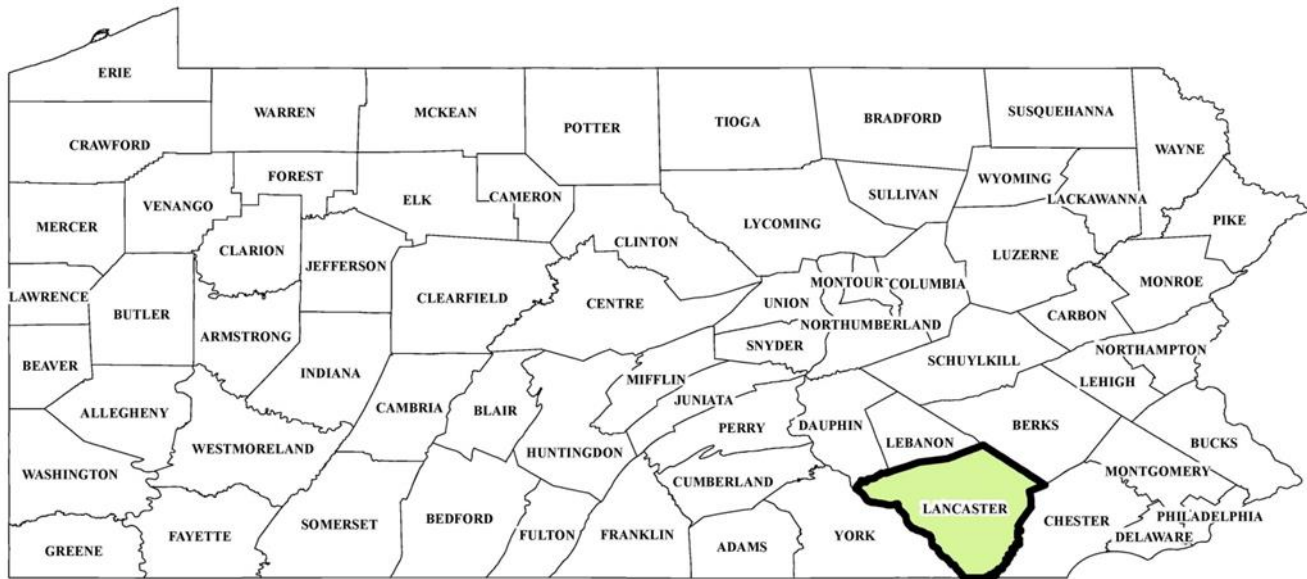 ERIE
WARREN
MCKEAN
SUSQUEHANNA
BRADFORD
TIOGA
POTTER
CRAWFORD
WAYNE
FOREST
WYOMING
SULLIVAN
CAMERON
LACKAWANNA
ELK
VENANGO
PIKE
LYCOMING
MERCER
CLINTON
CLARION
LUZERNE
JEFFERSON
MONROE
MONTOUR
COLUMBIA
LAWRENCE
CLEARFIELD
CENTRE
UNION
BUTLER
CARBON
NORTHUMBERLAND
ARMSTRONG
SNYDER
NORTHAMPTON
SCHUYLKILL
BEAVER
INDIANA
MIFFLIN
LEHIGH
JUNIATA
ALLEGHENY
CAMBRIA
BLAIR
BERKS
DAUPHIN
PERRY
LEBANON
BUCKS
WESTMORELAND
HUNTINGDON
MONTGOMERY
WASHINGTON
CUMBERLAND
LANCASTER
PHILADELPHIA
CHESTER
SOMERSET
BEDFORD
FAYETTE
FULTON
FRANKLIN
YORK
DELAWARE
ADAMS
GREENE